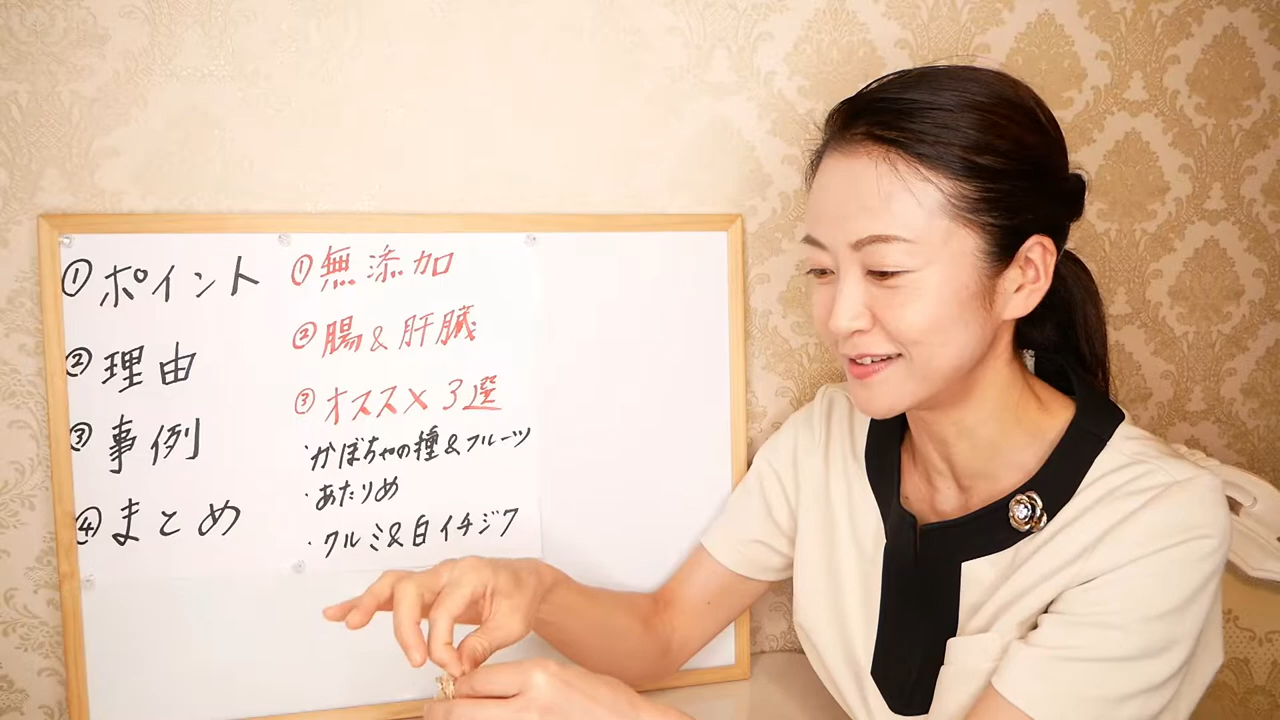 ①ポイント
②理由
③事例
④まとめ
①無添加
②腸&肝臓
③オススメ3選
・かぼちゃの種&フルーツ
・あたりめ
・クルミ&白イチジク